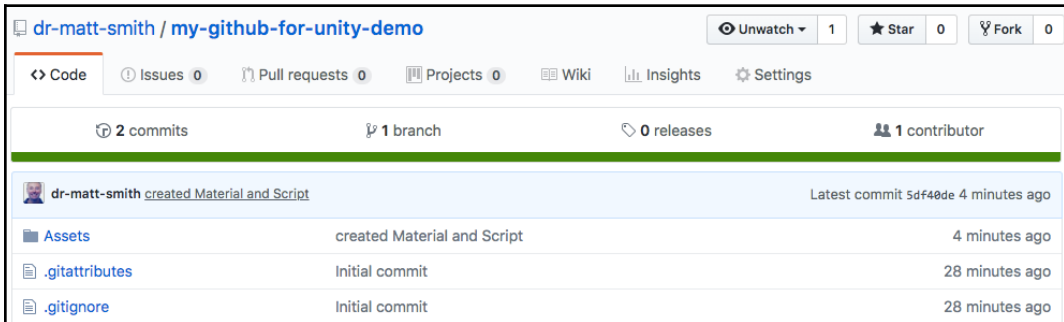 dr-matt-smith / my-github-for-unity-demo Unwatch 1 Star 0 Fork 0
Code Issues 0 Pull requests 0 Projects 0 Wiki Insights Settings
2 commits 1 branch 0 releases 1 contributor
dr-matt-smith created Material and Script Latest commit 5df40de 4 minutes ago
Assets created Material and Script 4 minutes ago
.gitattributes Initial commit 28 minutes ago
.gitignore Initial commit 28 minutes ago